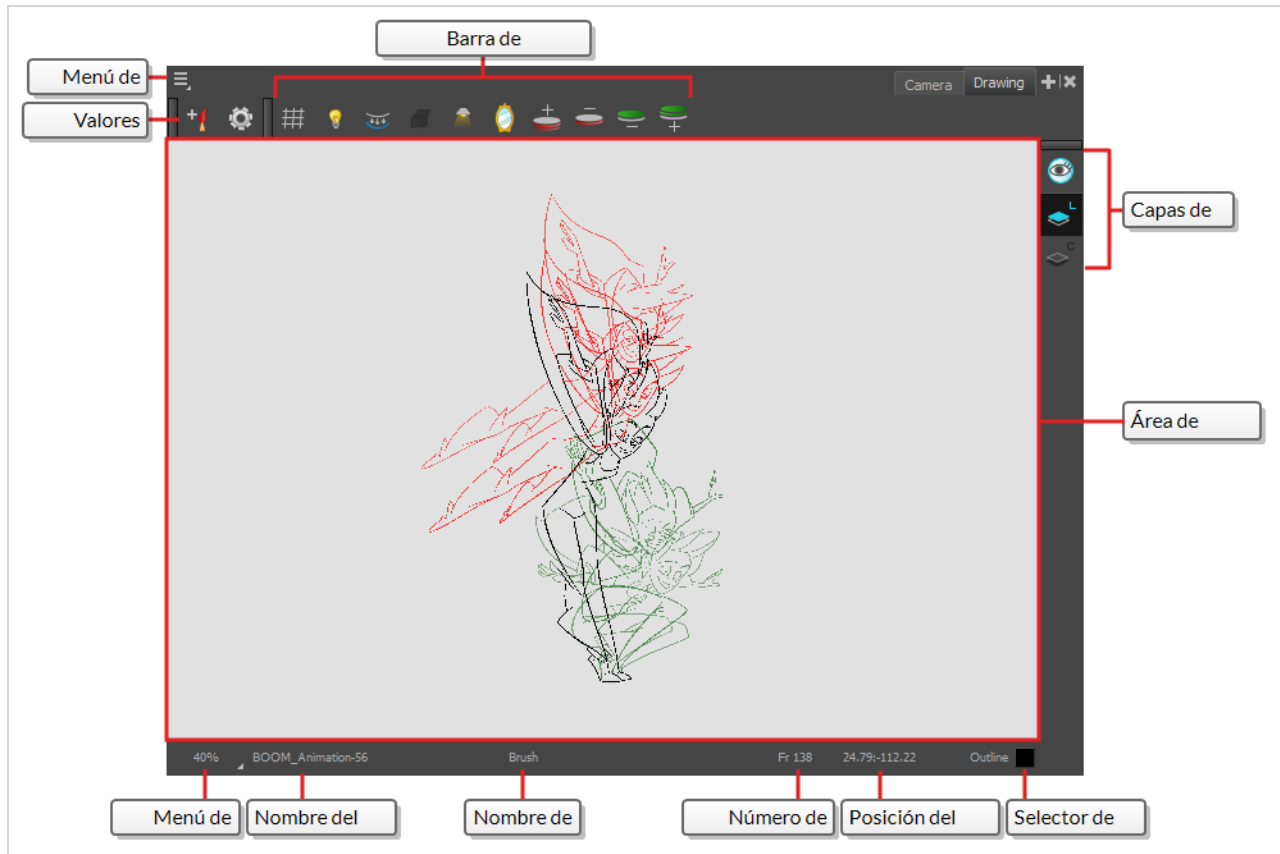 Barra de
Menú de
Camera
Drawing
Valores
L
Capas de
C
Área de
40%
BOOM_Animation-56
Brush
Fr 138
24.79:-112.22
Outline
Menú de
Nombre del
Nombre de
Número de
Posición del
Selector de